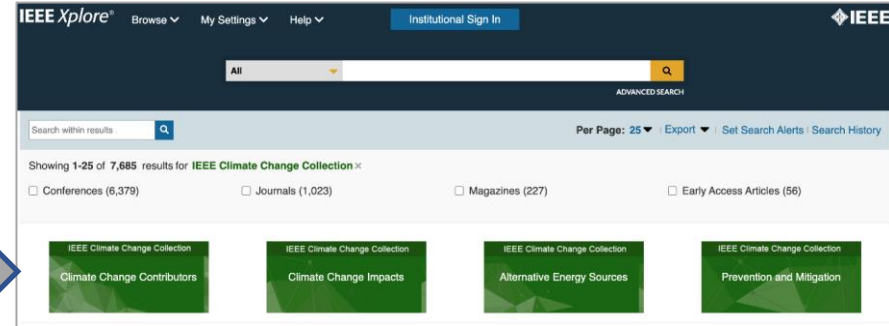 IEEE Xplore® Browse My Settings Help Institutional Sign In IEEE
All
ADVANCED SEARCH
Search within results Per Page: 25 Export Set Search Alerts Search History
Showing 1-25 of 7,685 results for IEEE Climate Change Collection ×
Conferences (6,379) Journals (1,023) Magazines (227) Early Access Articles (56)
IEEE Climate Change Collection IEEE Climate Change Collection IEEE Climate Change Collection IEEE Climate Change Collection
Climate Change Contributors Climate Change Impacts Alternative Energy Sources Prevention and Mitigation